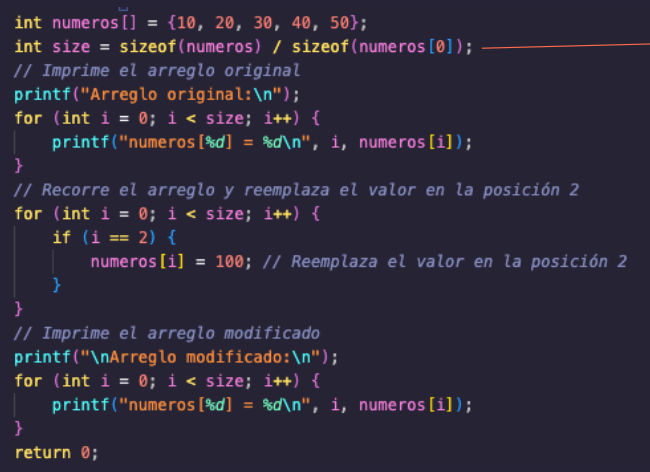 int numeros[] = {10, 20, 30, 40, 50};
int size = sizeof(numeros) / sizeof(numeros[0]);
// Imprime el arreglo original
printf("Arreglo original:\n");
for (int i = 0; i < size; i++) {
    printf("numeros[%d] = %d\n", i, numeros[i]);
}
// Recorre el arreglo y reemplaza el valor en la posición 2
for (int i = 0; i < size; i++) {
    if (i == 2) {
        numeros[i] = 100; // Reemplaza el valor en la posición 2
    }
}
// Imprime el arreglo modificado
printf("\nArreglo modificado:\n");
for (int i = 0; i < size; i++) {
    printf("numeros[%d] = %d\n", i, numeros[i]);
}
return 0;